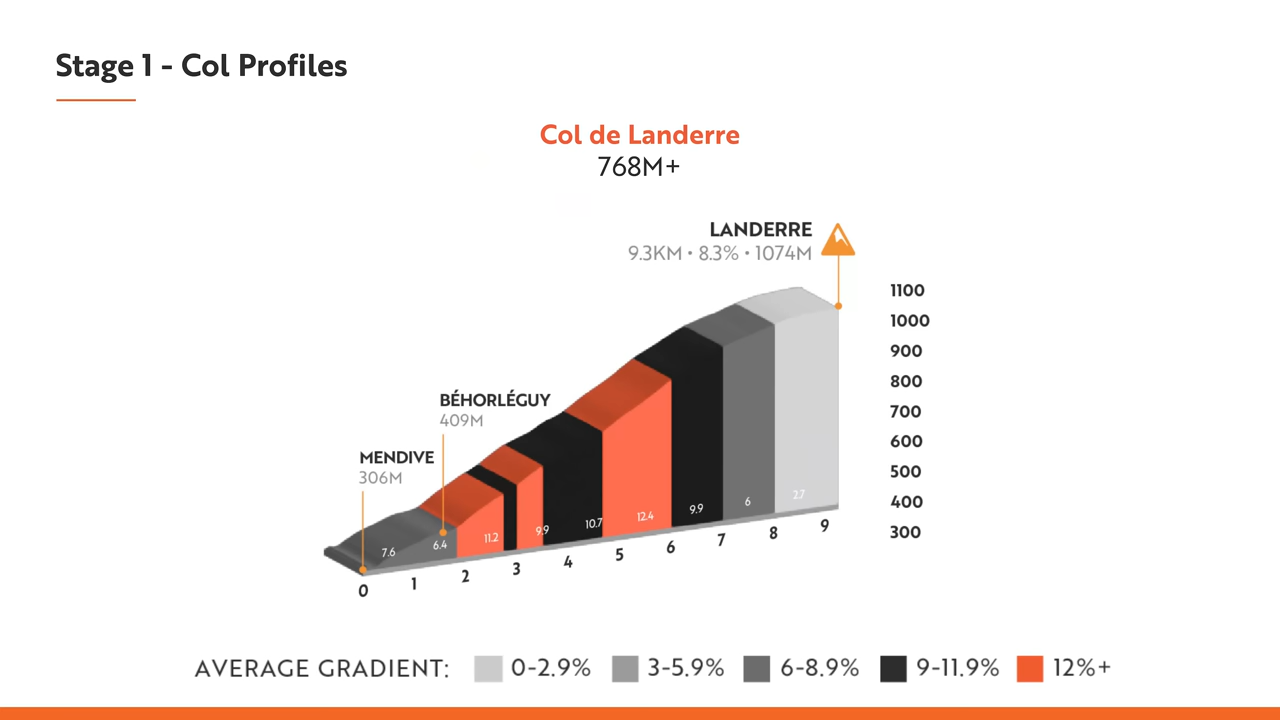 Stage 1 - Col Profiles
Col de Landerre
768M+
LANDERRE
9.3KM • 8.3% • 1074M
1100
1000
900
800
700
600
500
400
300
BÉHORLÉGUY
409M
MENDIVE
306M
7.6 6.4 11.2 9.9 10.7 12.4 9.9 6 2.7
0 1 2 3 4 5 6 7 8 9
AVERAGE GRADIENT: 0-2.9% 3-5.9% 6-8.9% 9-11.9% 12%+